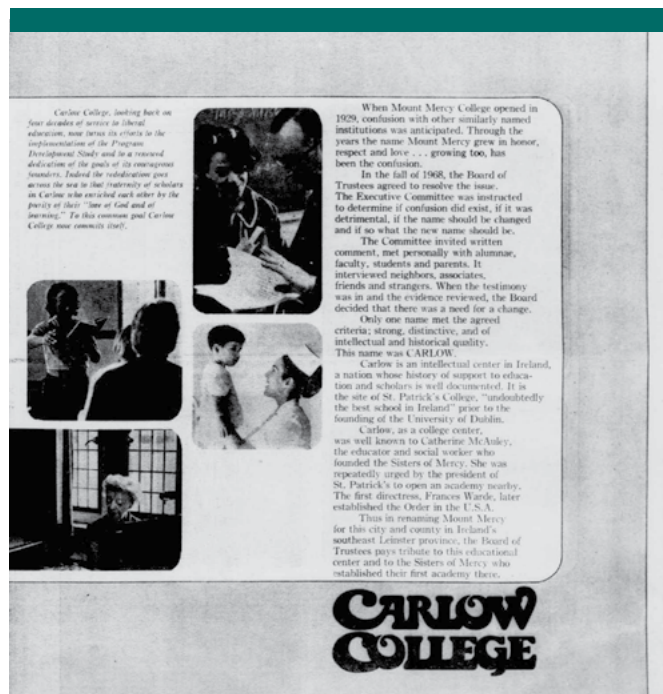 Carlow College, looking back on
four decades of service to liberal
education, now turns its efforts to the
implementation of the Program
Development Study and to a renewed
dedication of the goals of its courageous
founders. Indeed the rededication goes
across the sea to that fraternity of scholars
in Carlow who enriched each other by the
purity of their "love of God and of
learning." To this common goal Carlow
College now commits itself.
When Mount Mercy College opened in
1929, confusion with other similarly named
institutions was anticipated. Through the
years the name Mount Mercy grew in honor,
respect and love . . . growing too, has
been the confusion.
In the fall of 1968, the Board of
Trustees agreed to resolve the issue.
The Executive Committee was instructed
to determine if confusion did exist, if it was
detrimental, if the name should be changed
and if so what the new name should be.
The Committee invited written
comment, met personally with alumnae,
faculty, students and parents. It
interviewed neighbors, associates,
friends and strangers. When the testimony
was in and the evidence reviewed, the Board
decided that there was a need for a change.
Only one name met the agreed
criteria; strong, distinctive, and of
intellectual and historical quality.
This name was CARLOW.
Carlow is an intellectual center in Ireland,
a nation whose history of support to educa-
tion and scholars is well documented. It is
the site of St. Patrick's College, "undoubtedly
the best school in Ireland" prior to the
founding of the University of Dublin.
Carlow, as a college center,
was well known to Catherine McAuley,
the educator and social worker who
founded the Sisters of Mercy. She was
repeatedly urged by the president of
St. Patrick's to open an academy nearby.
The first directress, Frances Warde, later
established the Order in the U.S.A.
Thus in renaming Mount Mercy
for this city and county in Ireland's
southeast Leinster province, the Board of
Trustees pays tribute to this educational
center and to the Sisters of Mercy who
established their first academy there.
CARLOW
COLLEGE